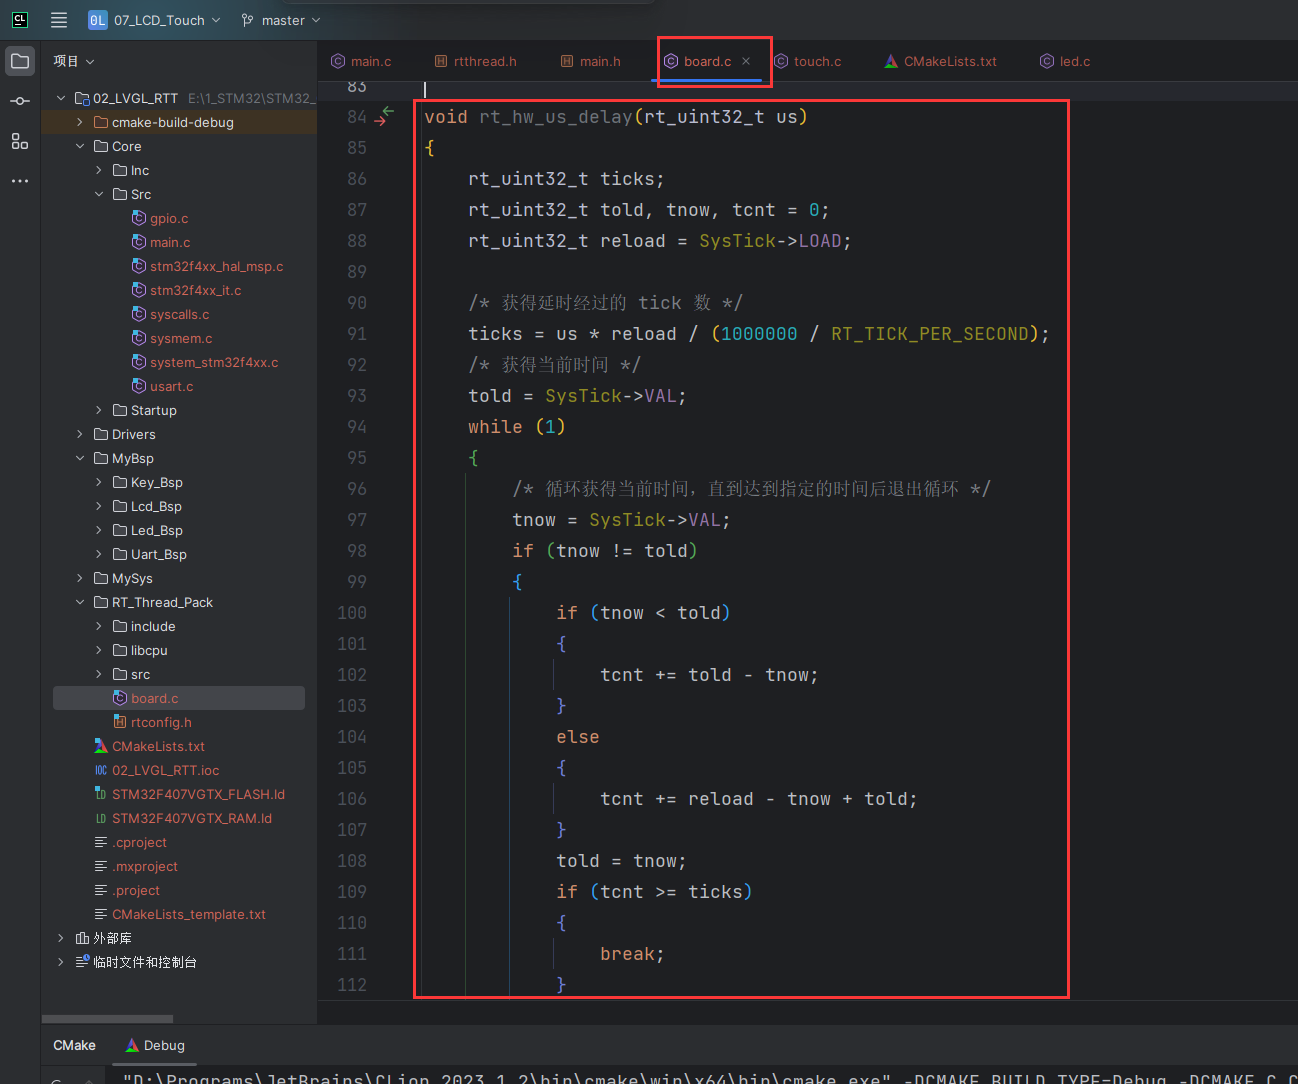 CL
0L 07_LCD_Touch master
项目
main.c rtthread.h main.h board.c × touch.c CMakeLists.txt led.c
02_LVGL_RTT E:\1_STM32\STM32_
cmake-build-debug
Core
Inc
Src
gpio.c
main.c
stm32f4xx_hal_msp.c
stm32f4xx_it.c
syscalls.c
sysmem.c
system_stm32f4xx.c
usart.c
Startup
Drivers
MyBsp
Key_Bsp
Lcd_Bsp
Led_Bsp
Uart_Bsp
MySys
RT_Thread_Pack
include
libcpu
src
board.c
rtconfig.h
CMakeLists.txt
IOC 02_LVGL_RTT.ioc
LD STM32F407VGTX_FLASH.ld
LD STM32F407VGTX_RAM.ld
.cproject
.mxproject
.project
CMakeLists_template.txt
外部库
临时文件和控制台
83
84 void rt_hw_us_delay(rt_uint32_t us)
85 {
86 rt_uint32_t ticks;
87 rt_uint32_t told, tnow, tcnt = 0;
88 rt_uint32_t reload = SysTick->LOAD;
89
90 /* 获得延时经过的 tick 数 */
91 ticks = us * reload / (1000000 / RT_TICK_PER_SECOND);
92 /* 获得当前时间 */
93 told = SysTick->VAL;
94 while (1)
95 {
96 /* 循环获得当前时间，直到达到指定的时间后退出循环 */
97 tnow = SysTick->VAL;
98 if (tnow != told)
99 {
100 if (tnow < told)
101 {
102 tcnt += told - tnow;
103 }
104 else
105 {
106 tcnt += reload - tnow + told;
107 }
108 told = tnow;
109 if (tcnt >= ticks)
110 {
111 break;
112 }
CMake Debug
"D:\Programs\JetBrains\CLion 2023.1.2\bin\cmake\win\x64\bin\cmake.exe" -DCMAKE_BUILD_TYPE=Debug -DCMAKE_C_C